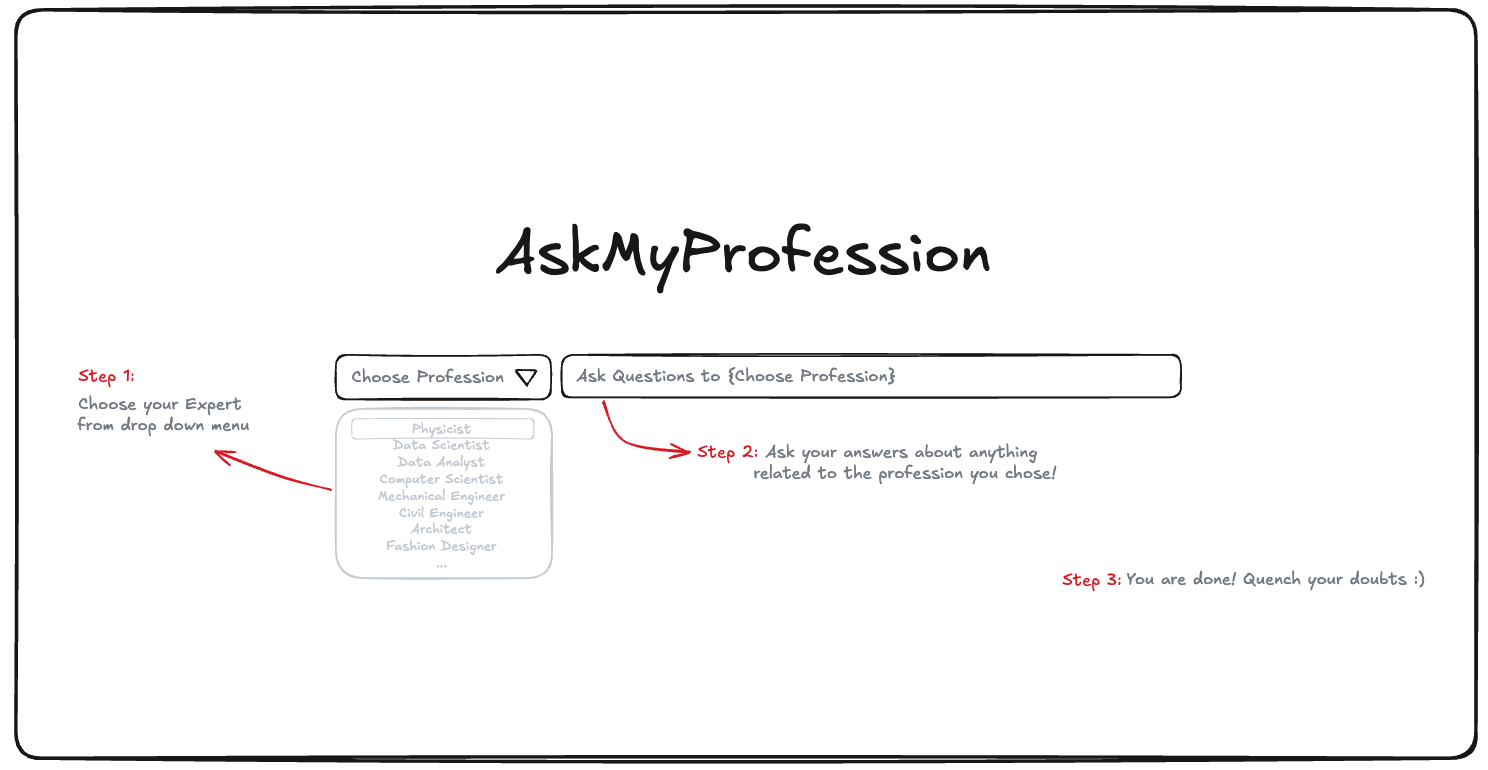 AskMyProfession
Step 1:
Choose your Expert
from drop down menu
Choose Profession
Ask Questions to {Choose Profession}
Physicist
Data Scientist
Data Analyst
Computer Scientist
Mechanical Engineer
Civil Engineer
Architect
Fashion Designer
...
Step 2: Ask your answers about anything
related to the profession you chose!
Step 3: You are done! Quench your doubts :)